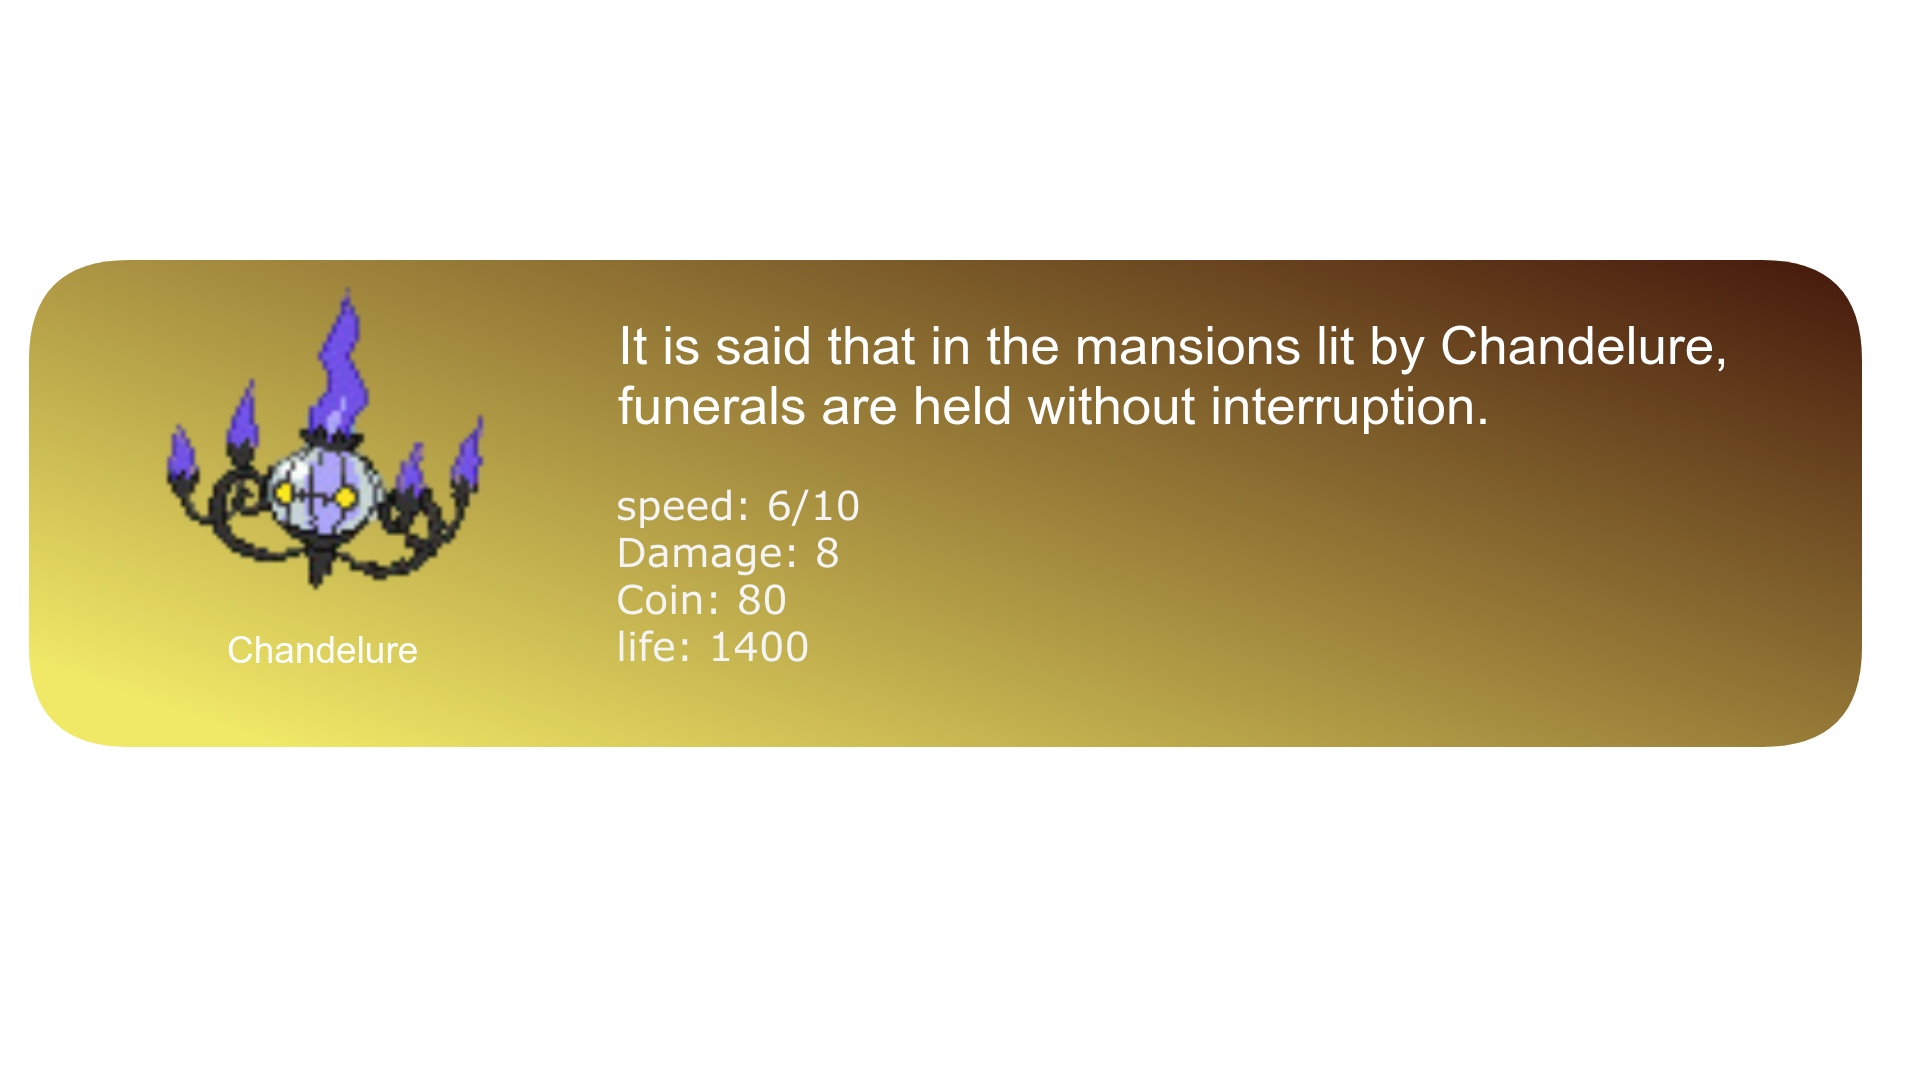 It is said that in the mansions lit by Chandelure,
funerals are held without interruption.
speed: 6/10
Damage: 8
Coin: 80
life: 1400
Chandelure